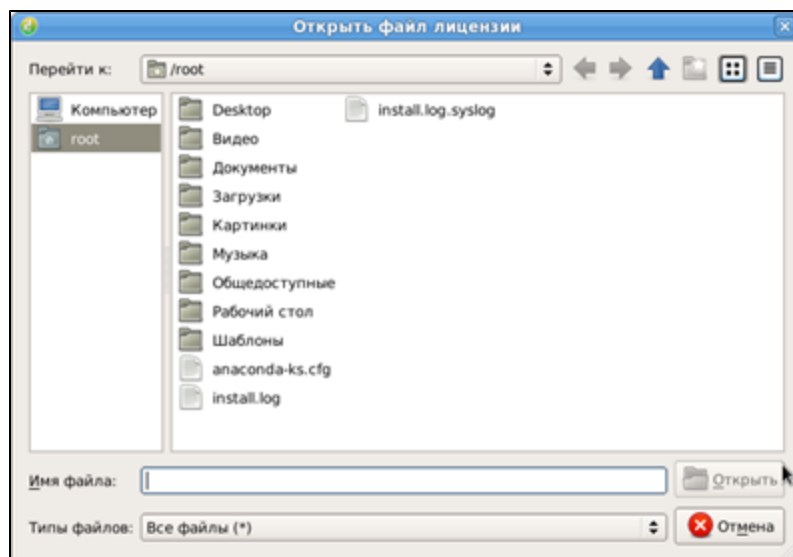 Открыть файл лицензии
Перейти к: /root
Компьютер
root
Desktop
Видео
Документы
Загрузки
Картинки
Музыка
Общедоступные
Рабочий стол
Шаблоны
anaconda-ks.cfg
install.log
install.log.syslog
Имя файла: Открыть
Типы файлов: Все файлы (*) Отмена